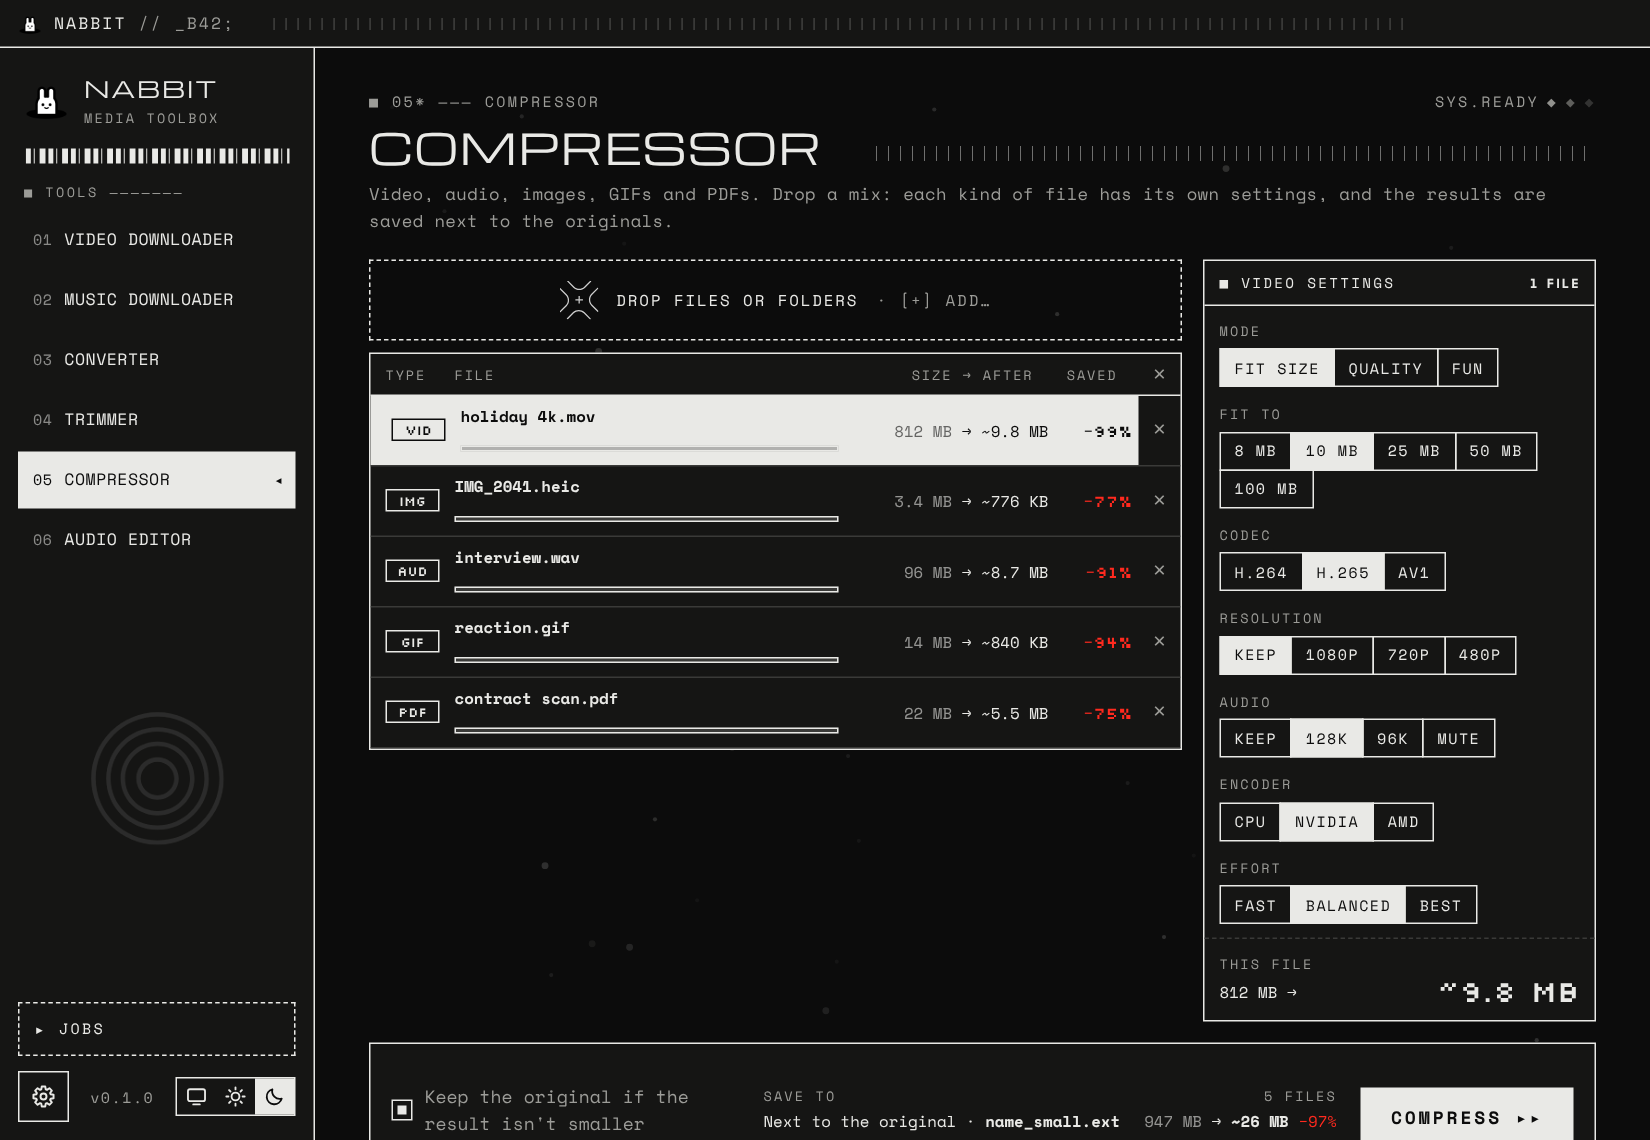 NABBIT // _B42;
NABBIT
MEDIA TOOLBOX
■ TOOLS ———————
01 VIDEO DOWNLOADER
02 MUSIC DOWNLOADER
03 CONVERTER
04 TRIMMER
05 COMPRESSOR ◂
06 AUDIO EDITOR
▸ JOBS
v0.1.0
■ 05* ——— COMPRESSOR
SYS.READY ◆ ◆ ◆
COMPRESSOR
Video, audio, images, GIFs and PDFs. Drop a mix: each kind of file has its own settings, and the results are
saved next to the originals.
DROP FILES OR FOLDERS · [+] ADD…
TYPE FILE SIZE → AFTER SAVED ×
VID holiday 4k.mov 812 MB → ~9.8 MB -99% ×
IMG IMG_2041.heic 3.4 MB → ~776 KB -77% ×
AUD interview.wav 96 MB → ~8.7 MB -91% ×
GIF reaction.gif 14 MB → ~840 KB -94% ×
PDF contract scan.pdf 22 MB → ~5.5 MB -75% ×
■ VIDEO SETTINGS 1 FILE
MODE
FIT SIZE QUALITY FUN
FIT TO
8 MB 10 MB 25 MB 50 MB
100 MB
CODEC
H.264 H.265 AV1
RESOLUTION
KEEP 1080P 720P 480P
AUDIO
KEEP 128K 96K MUTE
ENCODER
CPU NVIDIA AMD
EFFORT
FAST BALANCED BEST
THIS FILE
812 MB → ~9.8 MB
Keep the original if the
result isn't smaller
SAVE TO
Next to the original · name_small.ext
5 FILES
947 MB → ~26 MB -97%
COMPRESS ▸▸